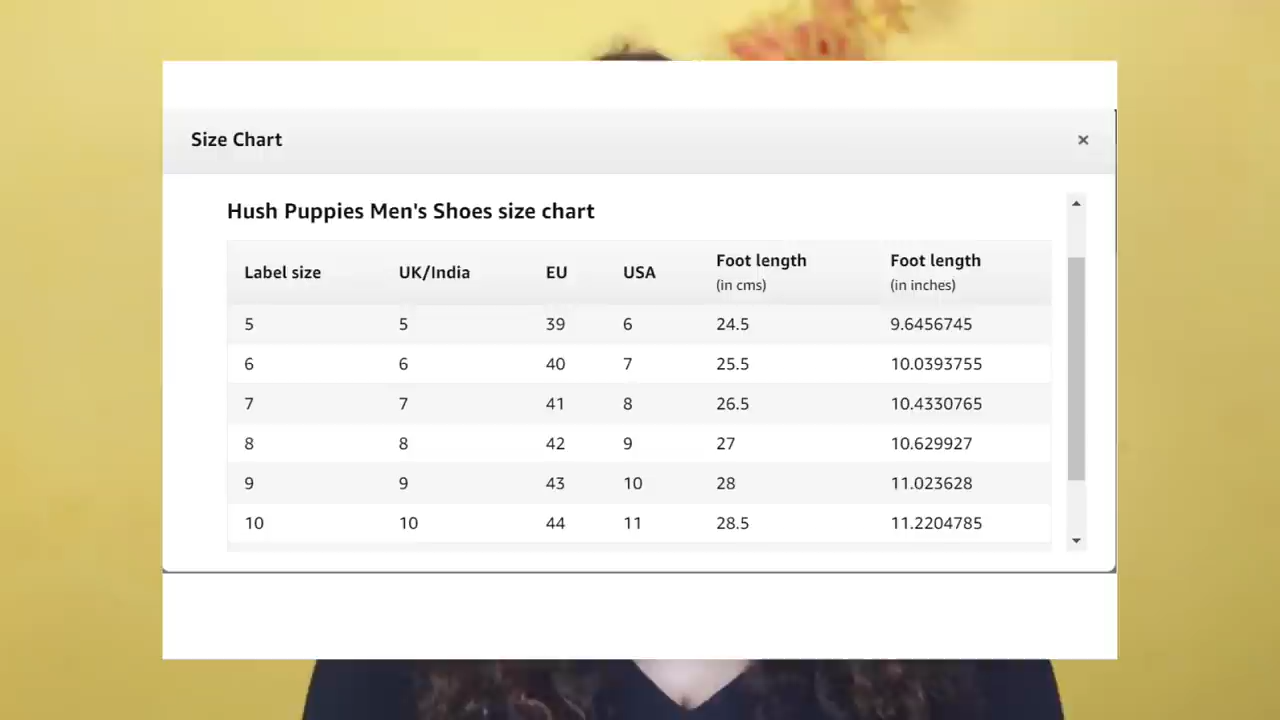 Size Chart ×
Hush Puppies Men's Shoes size chart
Label size UK/India EU USA Foot length (in cms) Foot length (in inches)
5 5 39 6 24.5 9.6456745
6 6 40 7 25.5 10.0393755
7 7 41 8 26.5 10.4330765
8 8 42 9 27 10.629927
9 9 43 10 28 11.023628
10 10 44 11 28.5 11.2204785